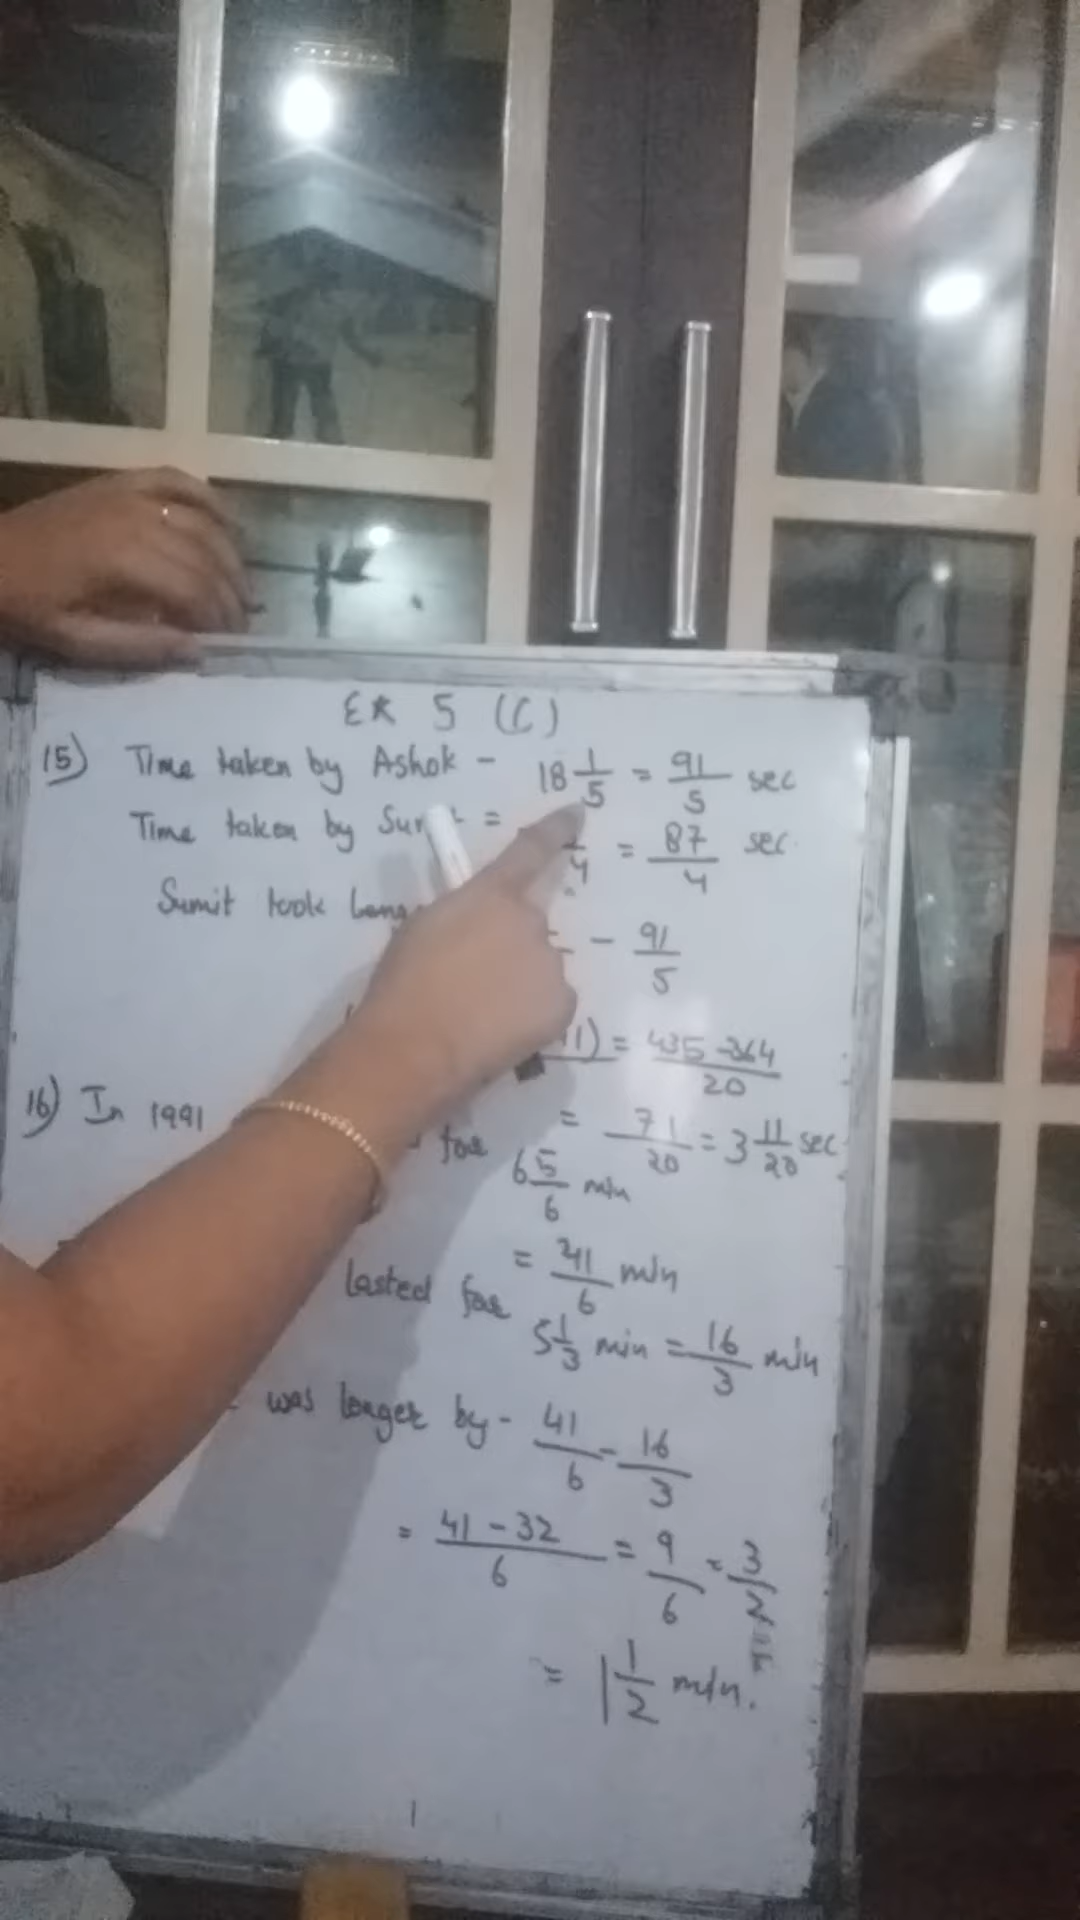 EX 5 (C)
15) Time taken by Ashok - 18 1/5 = 91/5 sec
Time taken by = /4 = 87/4 sec.
Sumit took
- 91/5
) = 435-364/20
= 71/20 = 3 11/20 sec
16) In 1991
for
6 5/6 min
= 41/6 min
lasted for
5 1/3 min = 16/3 min
was longer by - 41/6 - 16/3
= 41-32/6 = 9/6 = 3/2
= 1 1/2 min.